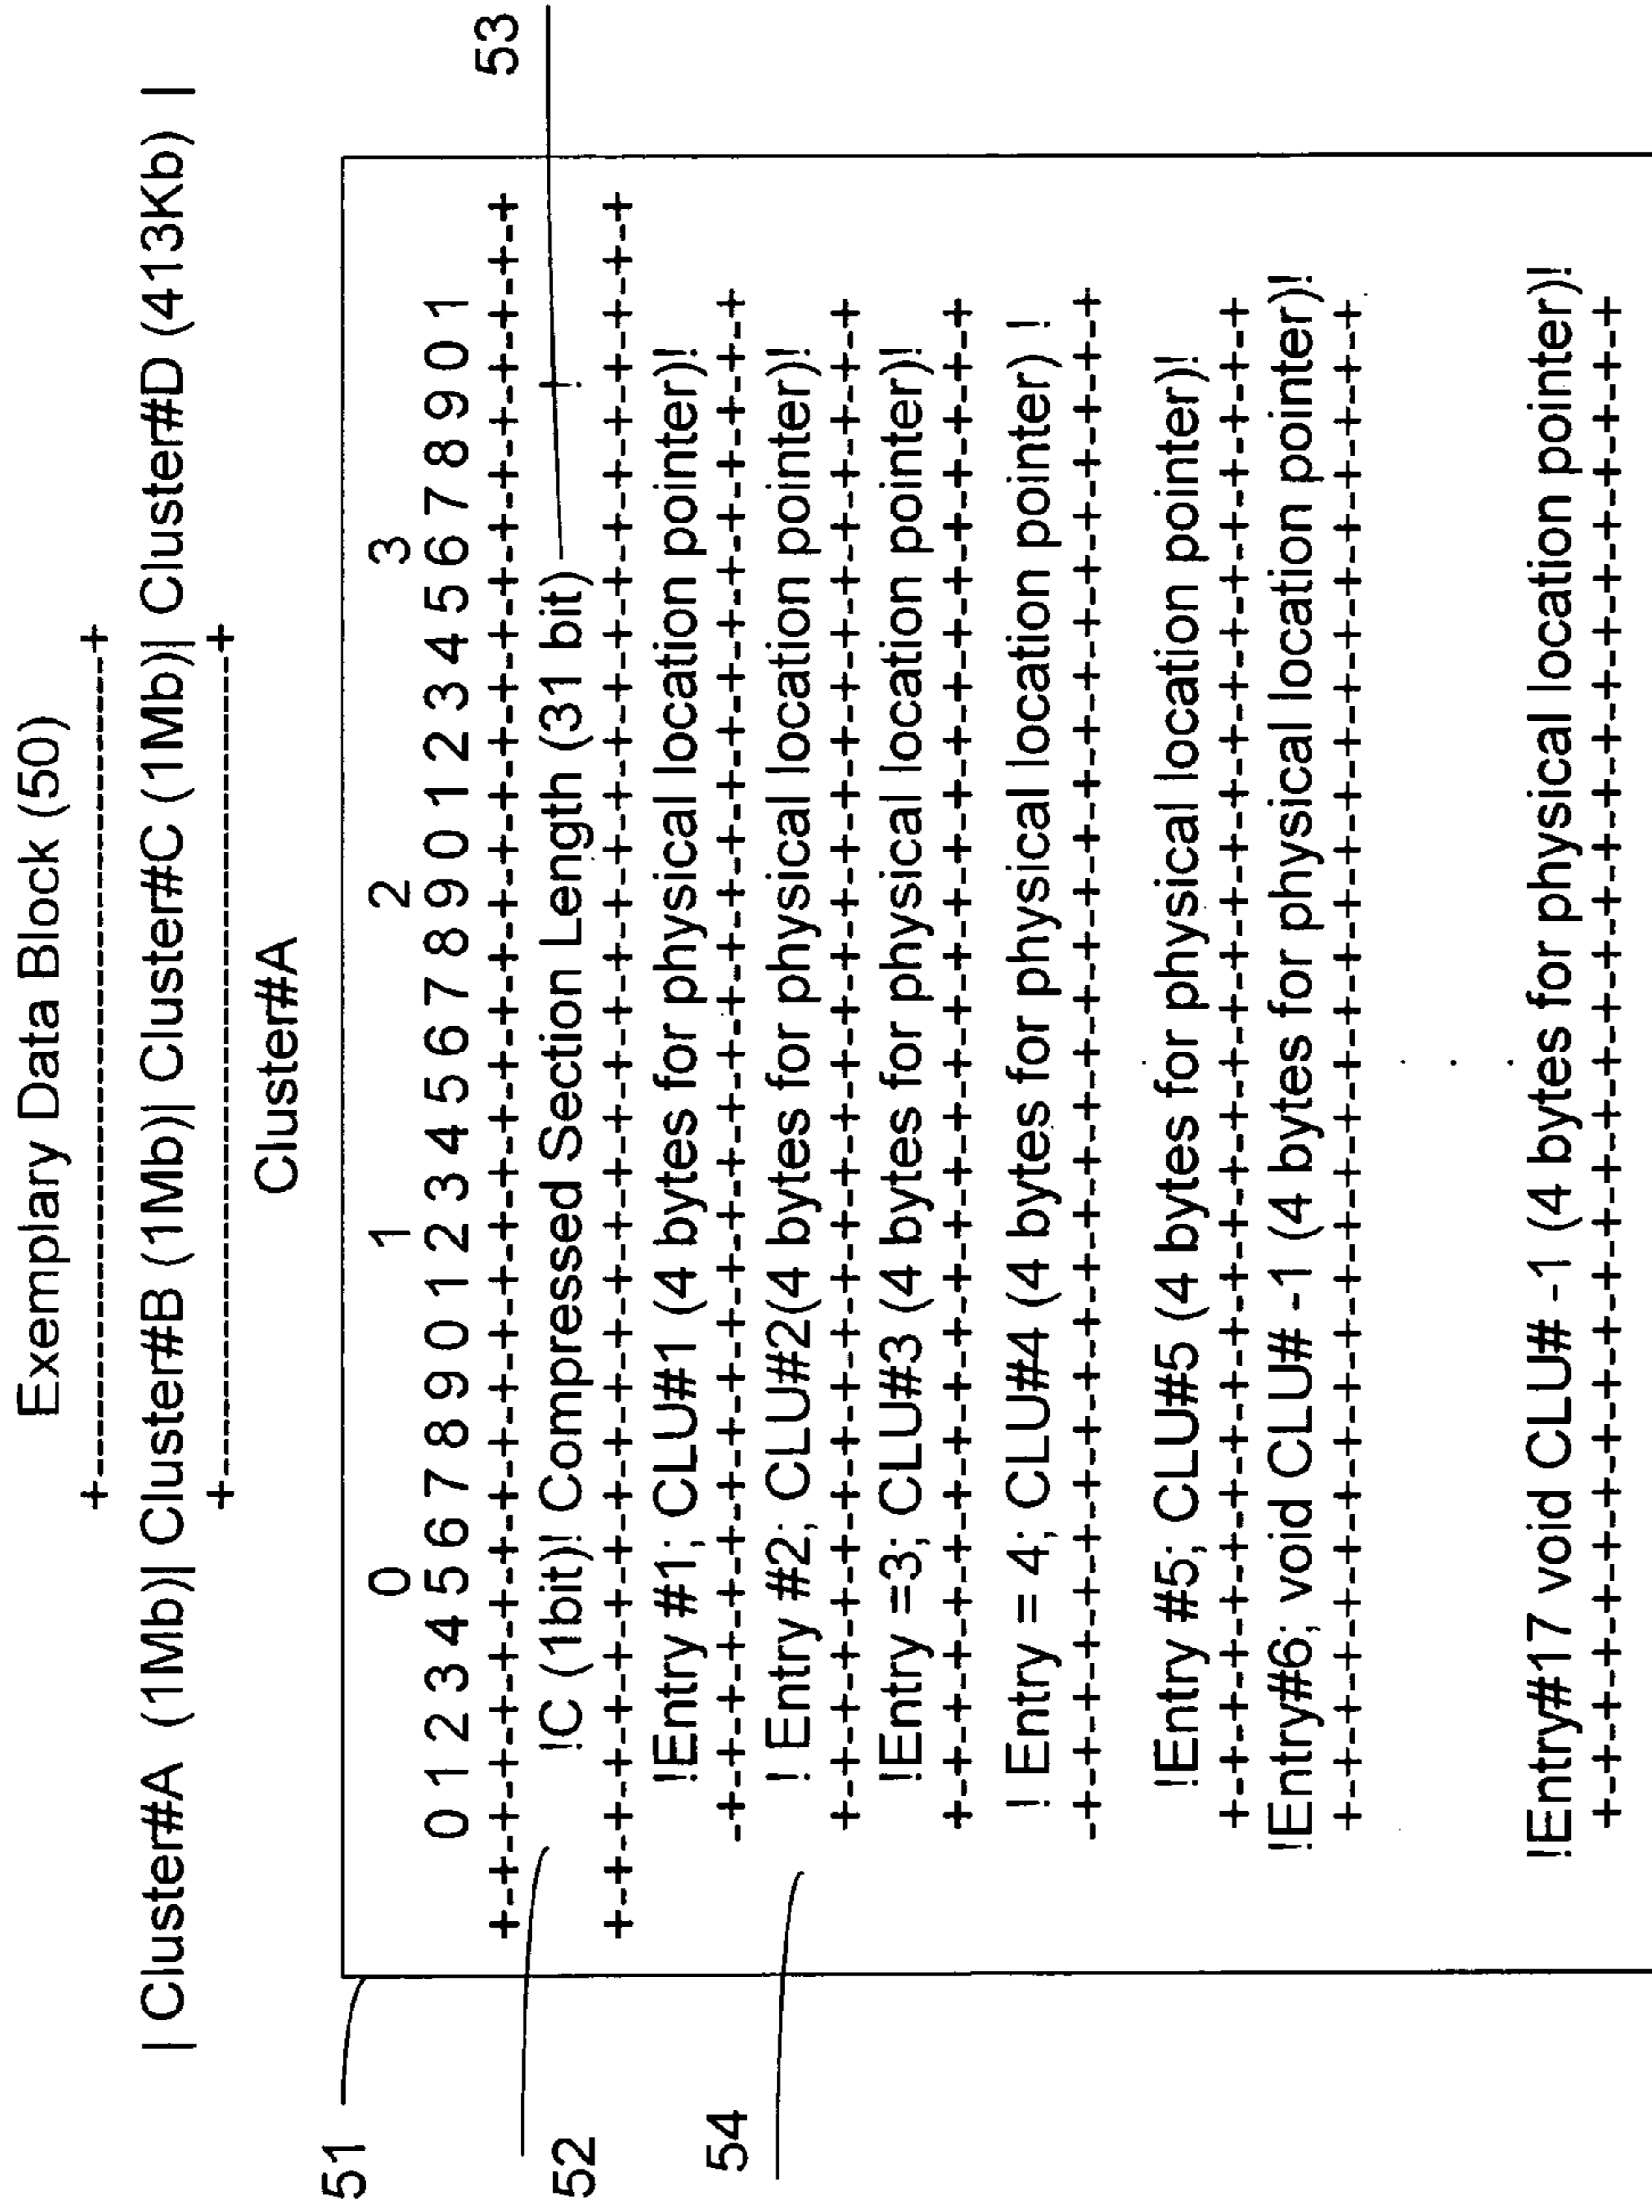 Exemplary Data Block (50)
+--------------------------------+
| Cluster#A (1Mb)| Cluster#B (1Mb)| Cluster#C (1Mb)| Cluster#D (413Kb) |
+--------------------------------+
Cluster#A
51
0 1 2 3
0 1 2 3 4 5 6 7 8 9 0 1 2 3 4 5 6 7 8 9 0 1 2 3 4 5 6 7 8 9 0 1
+-+-+-+-+-+-+-+-+-+-+-+-+-+-+-+-+-+-+-+-+-+-+-+-+-+-+-+-+-+-+-+-+
52
!C (1bit)! Compressed Section Length (31 bit) !
53
+-+-+-+-+-+-+-+-+-+-+-+-+-+-+-+-+-+-+-+-+-+-+-+-+-+-+-+-+-+-+-+-+
!Entry #1; CLU#1 (4 bytes for physical location pointer)!
-+-+-+-+-+-+-+-+-+-+-+-+-+-+-+-+-+-+-+-+-+-+-+-+-+-+-+-+
54
! Entry #2; CLU#2(4 bytes for physical location pointer)!
+-+-+-+-+-+-+-+-+-+-+-+-+-+-+-+-+-+-+-+-+-+-+-+-+-+-+-+-+
!Entry =3; CLU#3 (4 bytes for physical location pointer)!
+-+-+-+-+-+-+-+-+-+-+-+-+-+-+-+-+-+-+-+-+-+-+-+-+-+-+-+-+
! Entry = 4; CLU#4 (4 bytes for physical location pointer) !
-+-+-+-+-+-+-+-+-+-+-+-+-+-+-+-+-+-+-+-+-+-+-+-+-+-+-+-+
!Entry #5; CLU#5 (4 bytes for physical location pointer)!
+-+-+-+-+-+-+-+-+-+-+-+-+-+-+-+-+-+-+-+-+-+-+-+-+-+-+-+-+
!Entry#6; void CLU# -1 (4 bytes for physical location pointer)!
+-+-+-+-+-+-+-+-+-+-+-+-+-+-+-+-+-+-+-+-+-+-+-+-+-+-+-+-+
. . .
!Entry#17 void CLU# -1 (4 bytes for physical location pointer)!
+-+-+-+-+-+-+-+-+-+-+-+-+-+-+-+-+-+-+-+-+-+-+-+-+-+-+-+-+